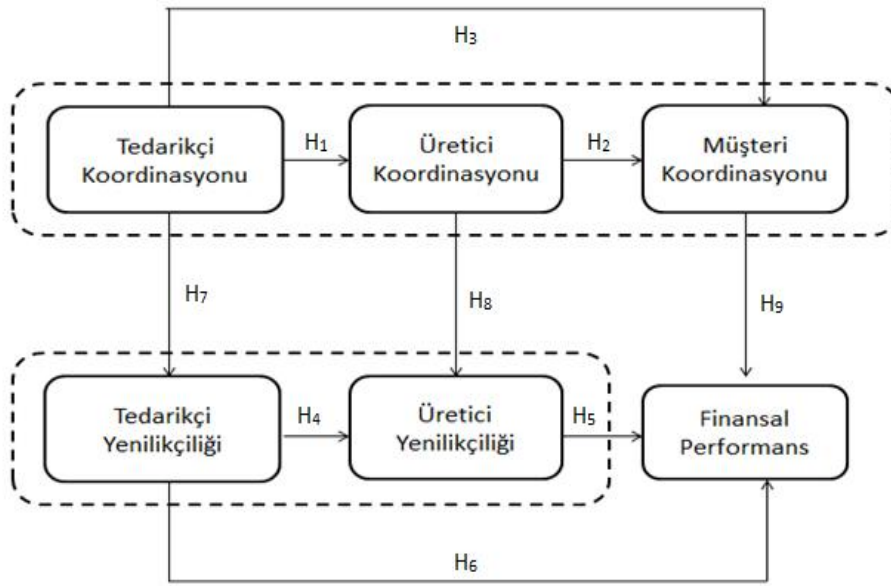 H3
Tedarikçi
Koordinasyonu
H1
Üretici
Koordinasyonu
H2
Müşteri
Koordinasyonu
H7
H8
H9
Tedarikçi
Yenilikçiliği
H4
Üretici
Yenilikçiliği
H5
Finansal
Performans
H6